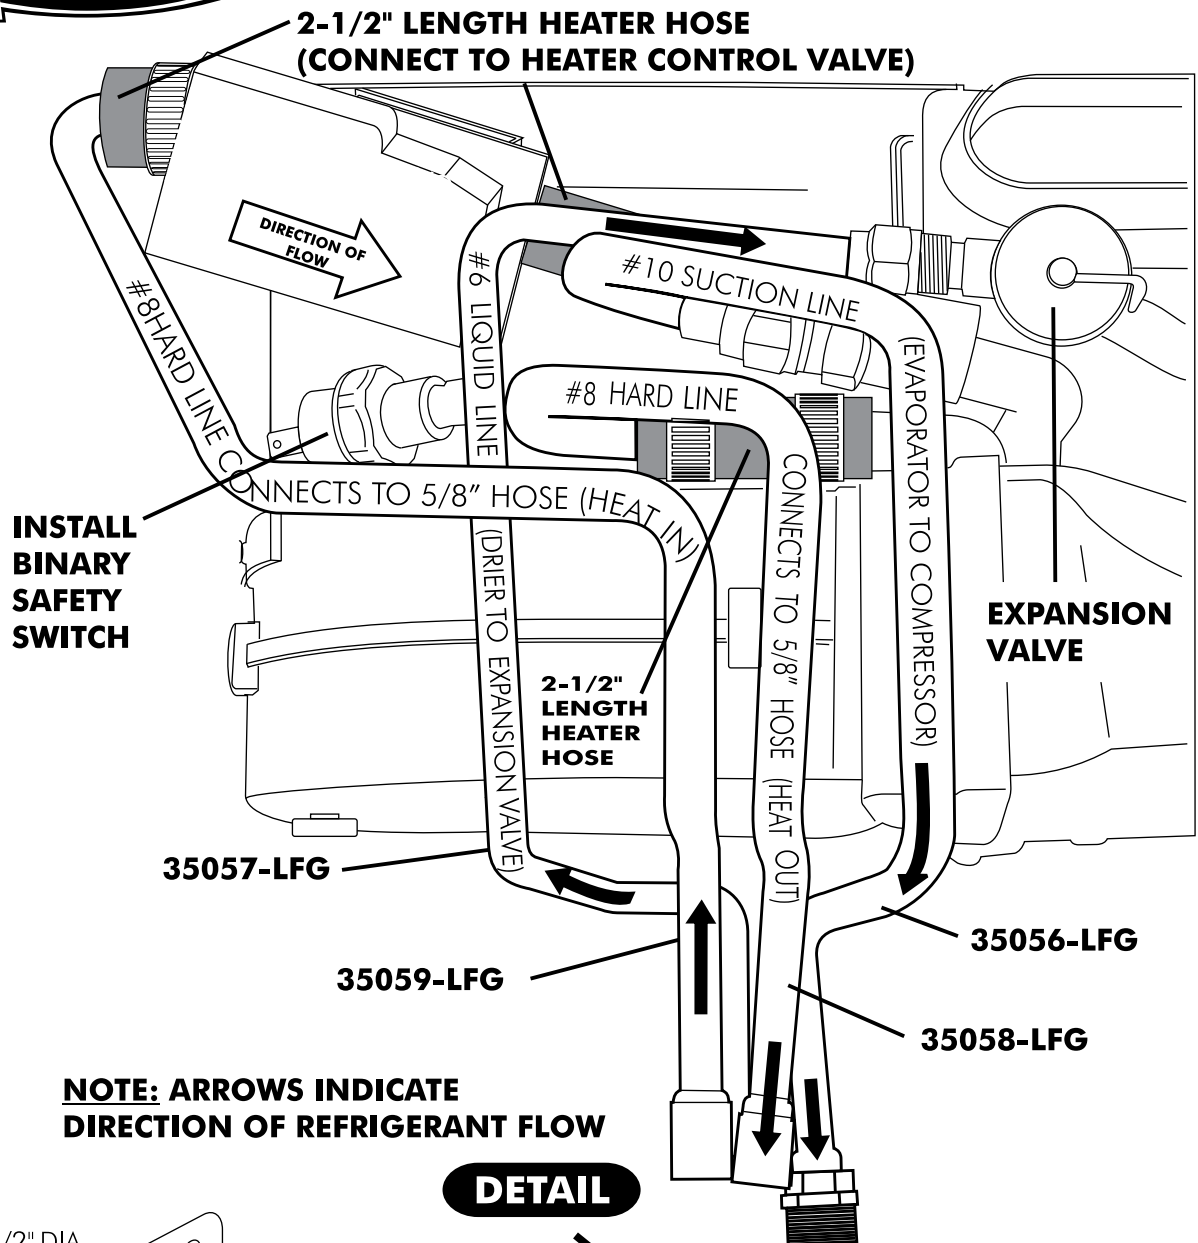 2-1/2" LENGTH HEATER HOSE
(CONNECT TO HEATER CONTROL VALVE)
DIRECTION OF
FLOW
#6 LIQUID LINE (DRIER TO EXPANSION VALVE)
#10 SUCTION LINE (EVAPORATOR TO COMPRESSOR)
#8HARD LINE CONNECTS TO 5/8" HOSE (HEAT IN)
#8 HARD LINE CONNECTS TO 5/8" HOSE (HEAT OUT)
INSTALL
BINARY
SAFETY
SWITCH
EXPANSION
VALVE
2-1/2"
LENGTH
HEATER
HOSE
35057-LFG
35056-LFG
35059-LFG
35058-LFG
NOTE: ARROWS INDICATE
DIRECTION OF REFRIGERANT FLOW
DETAIL
/2" DIA